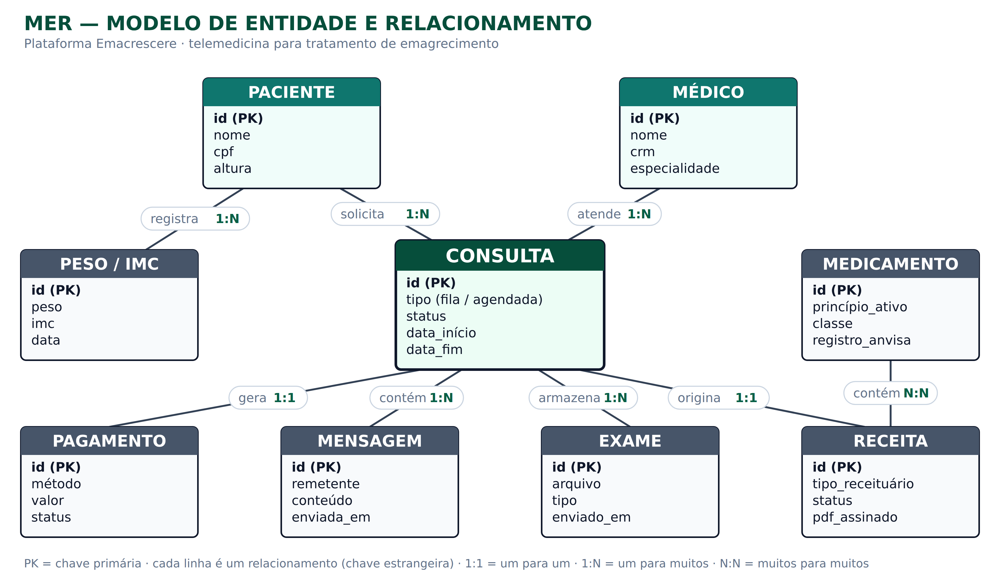 MER — MODELO DE ENTIDADE E RELACIONAMENTO
Plataforma Emacrescere · telemedicina para tratamento de emagrecimento
PACIENTE
id (PK)
nome
cpf
altura
MÉDICO
id (PK)
nome
crm
especialidade
registra 1:N
solicita 1:N
atende 1:N
PESO / IMC
id (PK)
peso
imc
data
CONSULTA
id (PK)
tipo (fila / agendada)
status
data_início
data_fim
MEDICAMENTO
id (PK)
princípio_ativo
classe
registro_anvisa
gera 1:1
contém 1:N
armazena 1:N
origina 1:1
contém N:N
PAGAMENTO
id (PK)
método
valor
status
MENSAGEM
id (PK)
remetente
conteúdo
enviada_em
EXAME
id (PK)
arquivo
tipo
enviado_em
RECEITA
id (PK)
tipo_receituário
status
pdf_assinado
PK = chave primária · cada linha é um relacionamento (chave estrangeira) · 1:1 = um para um · 1:N = um para muitos · N:N = muitos para muitos